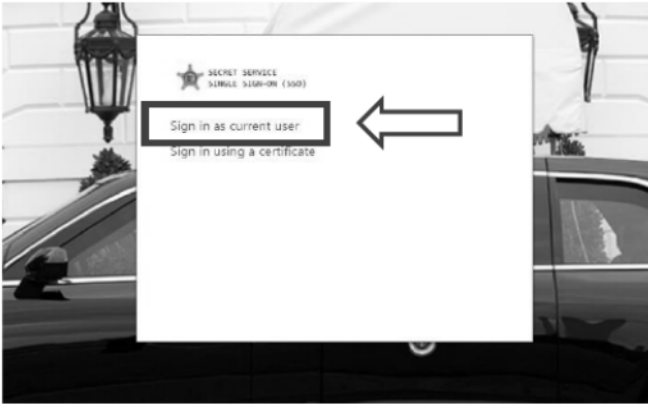 SECRET SERVICE
SINGLE SIGN-ON (SSO)
Sign in as current user
Sign in using a certificate